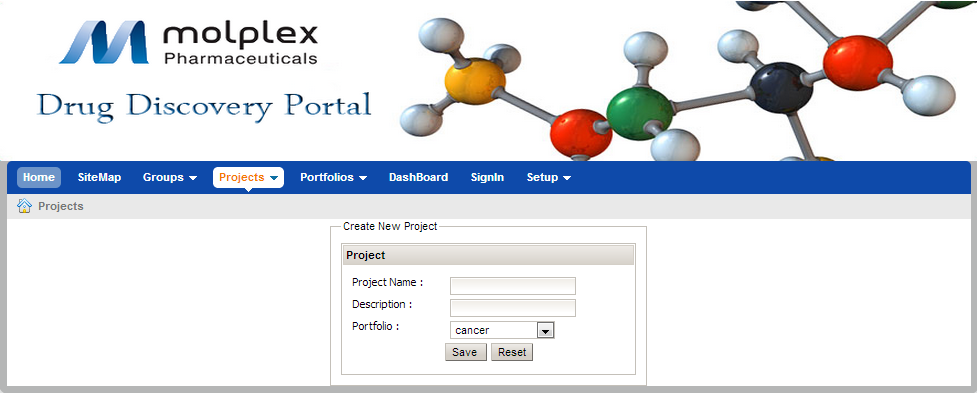 molplex
Pharmaceuticals
Drug Discovery Portal
Home SiteMap Groups Projects Portfolios DashBoard SignIn Setup
Projects
Create New Project
Project
Project Name :
Description :
Portfolio : cancer
Save Reset